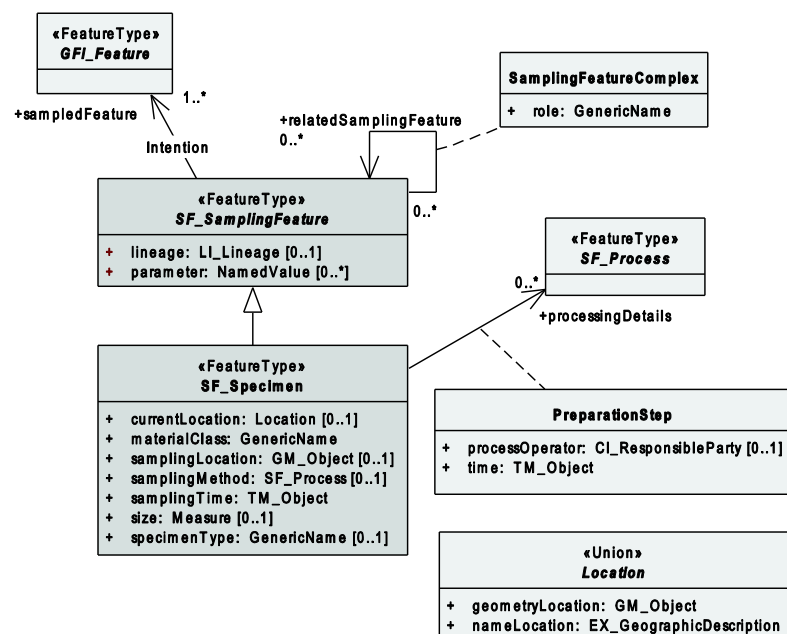 «FeatureType»
GFI_Feature
1..*
+sampledFeature
Intention
SamplingFeatureComplex
+ role: GenericName
+relatedSamplingFeature
0..*
0..*
«FeatureType»
SF_SamplingFeature
+ lineage: LI_Lineage [0..1]
+ parameter: NamedValue [0..*]
«FeatureType»
SF_Process
0..*
+processingDetails
«FeatureType»
SF_Specimen
+ currentLocation: Location [0..1]
+ materialClass: GenericName
+ samplingLocation: GM_Object [0..1]
+ samplingMethod: SF_Process [0..1]
+ samplingTime: TM_Object
+ size: Measure [0..1]
+ specimenType: GenericName [0..1]
PreparationStep
+ processOperator: CI_ResponsibleParty [0..1]
+ time: TM_Object
«Union»
Location
+ geometryLocation: GM_Object
+ nameLocation: EX_GeographicDescription